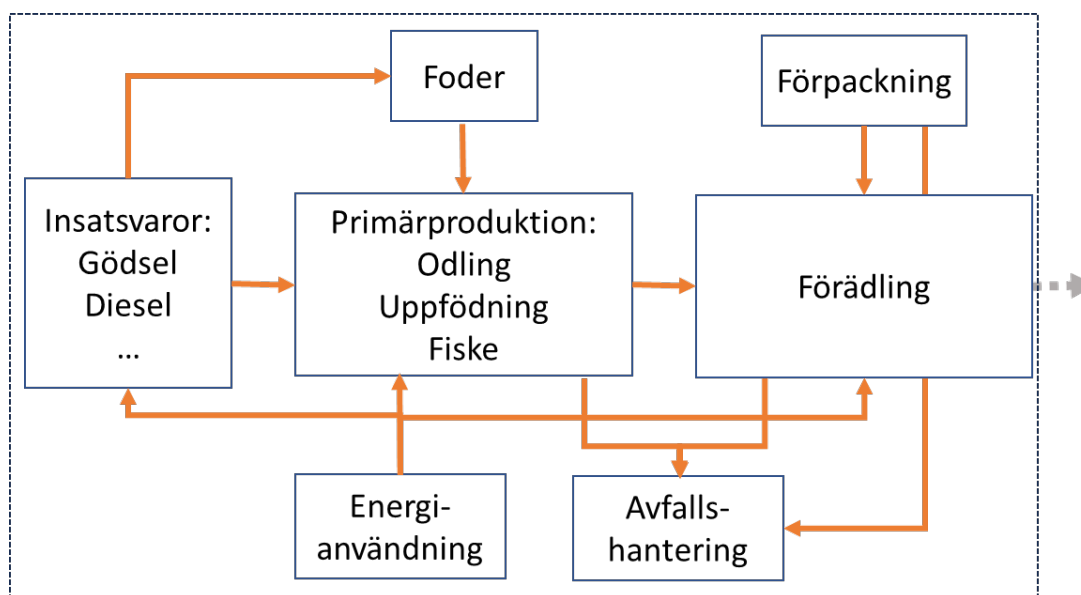 Foder
Förpackning
Insatsvaror:
Gödsel
Diesel
...
Primärproduktion:
Odling
Uppfödning
Fiske
Förädling
Energi-
användning
Avfalls-
hantering